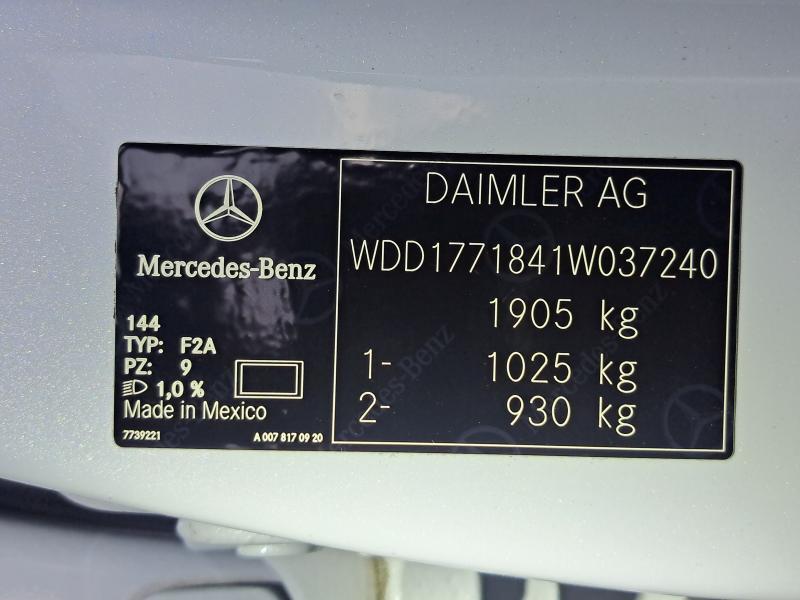 Mercedes-Benz
144
TYP: F2A
PZ: 9
1,0 %
Made in Mexico
7739221
A 007 817 09 20
DAIMLER AG
WDD1771841W037240
1905 kg
1- 1025 kg
2- 930 kg